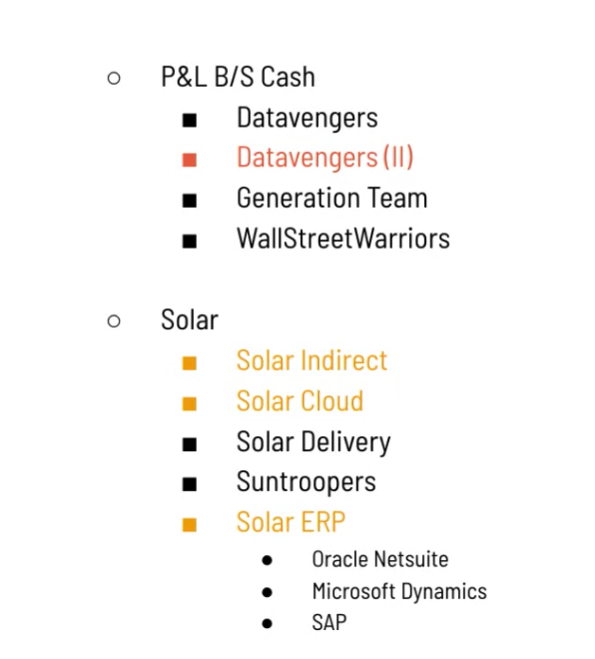 P&L B/S Cash
Datavengers
Datavengers (II)
Generation Team
WallStreetWarriors
Solar
Solar Indirect
Solar Cloud
Solar Delivery
Suntroopers
Solar ERP
Oracle Netsuite
Microsoft Dynamics
SAP